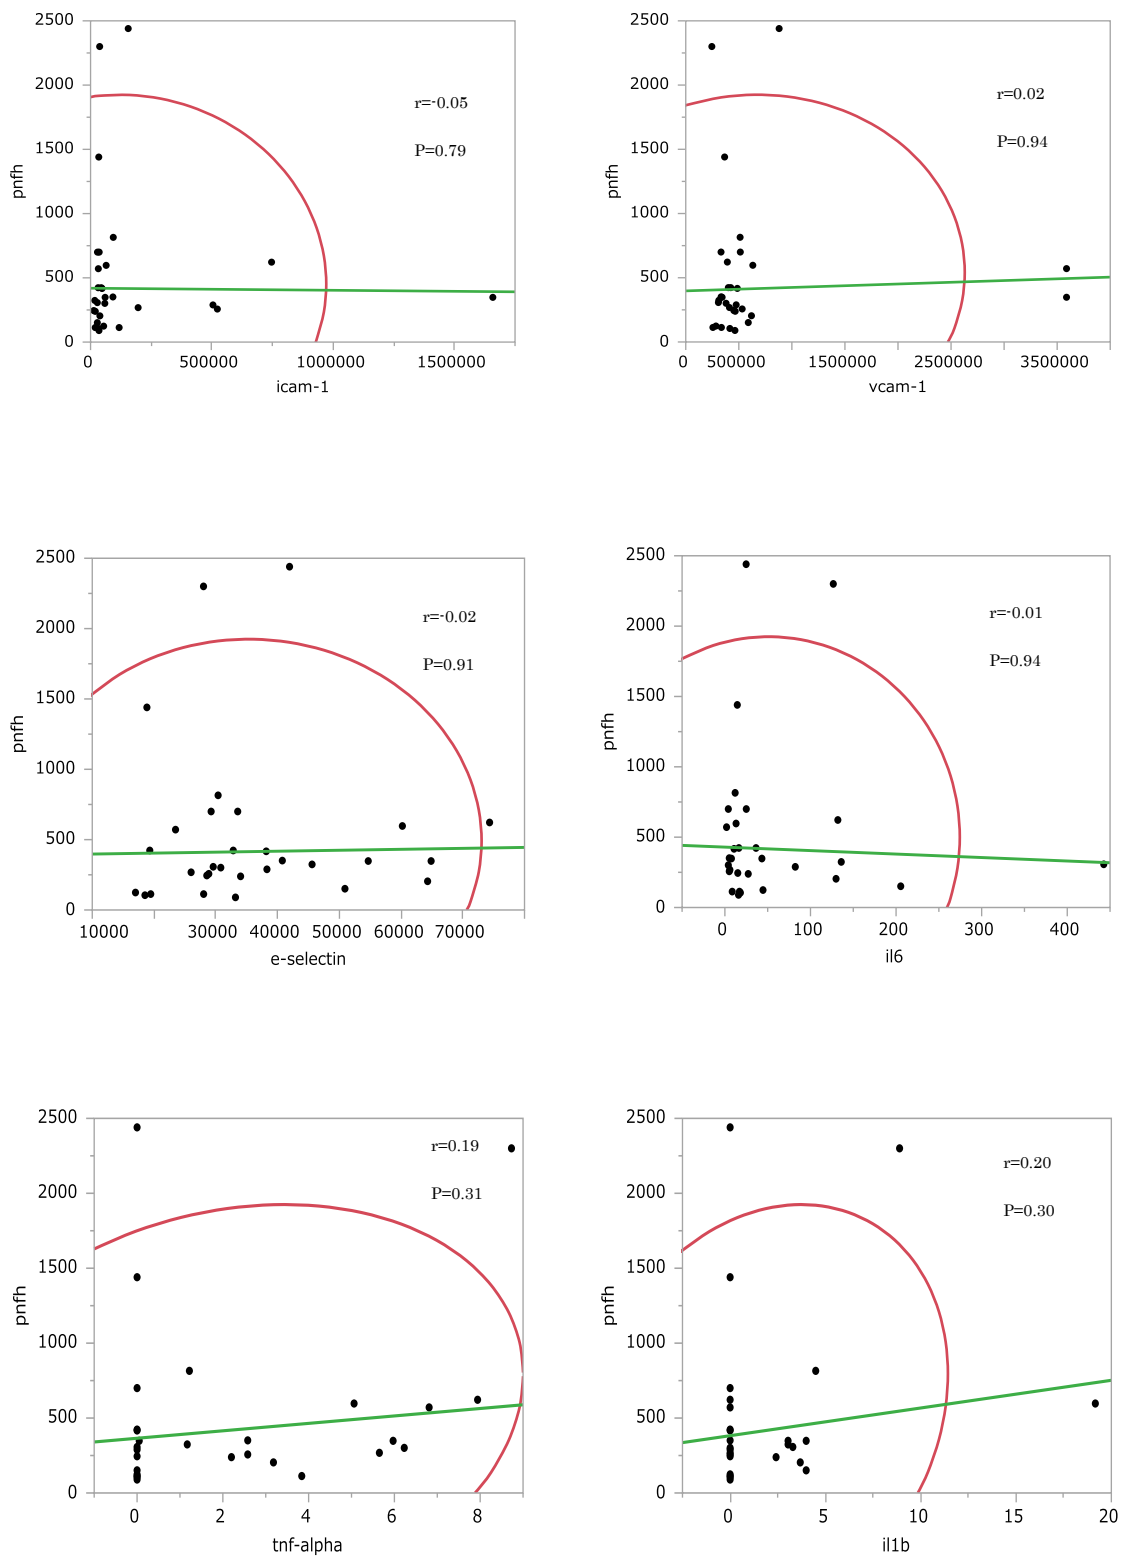 2500
2000
1500
1000
500
0
pnfh
r=-0.05
P=0.79
0
500000
1000000
1500000
icam-1
2500
2000
1500
1000
500
0
pnfh
r=0.02
P=0.94
0
5000000
1500000
2500000
3500000
vcam-1
2500
2000
1500
1000
500
0
pnfh
r=-0.02
P=0.91
10000
30000
40000
50000
60000
70000
e-selectin
2500
2000
1500
1000
500
0
pnfh
r=-0.01
P=0.94
0
100
200
300
400
il6
2500
2000
1500
1000
500
0
pnfh
r=0.19
P=0.31
0
2
4
6
8
tnf-alpha
2500
2000
1500
1000
500
0
pnfh
r=0.20
P=0.30
0
5
10
15
20
il1b